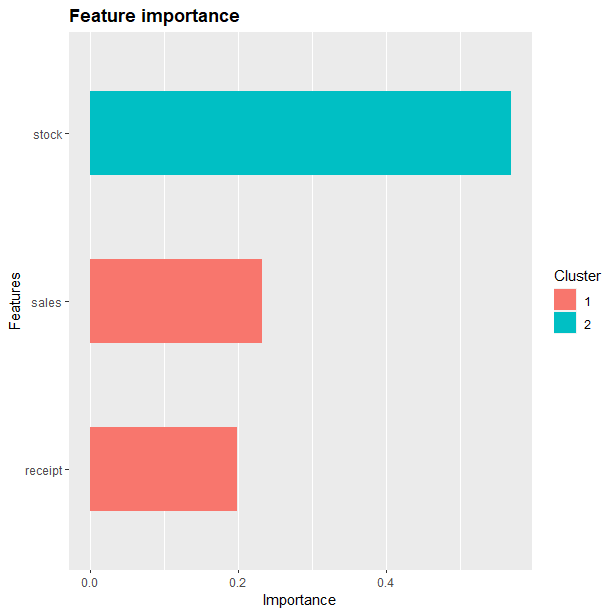 Feature importance
stock
sales
receipt
Features
0.0
0.2
0.4
Importance
Cluster
1
2